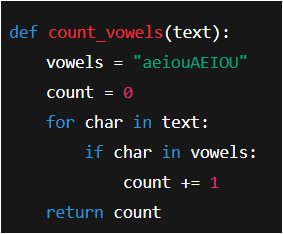 def count_vowels(text):
    vowels = "aeiouAEIOU"
    count = 0
    for char in text:
        if char in vowels:
            count += 1
    return count